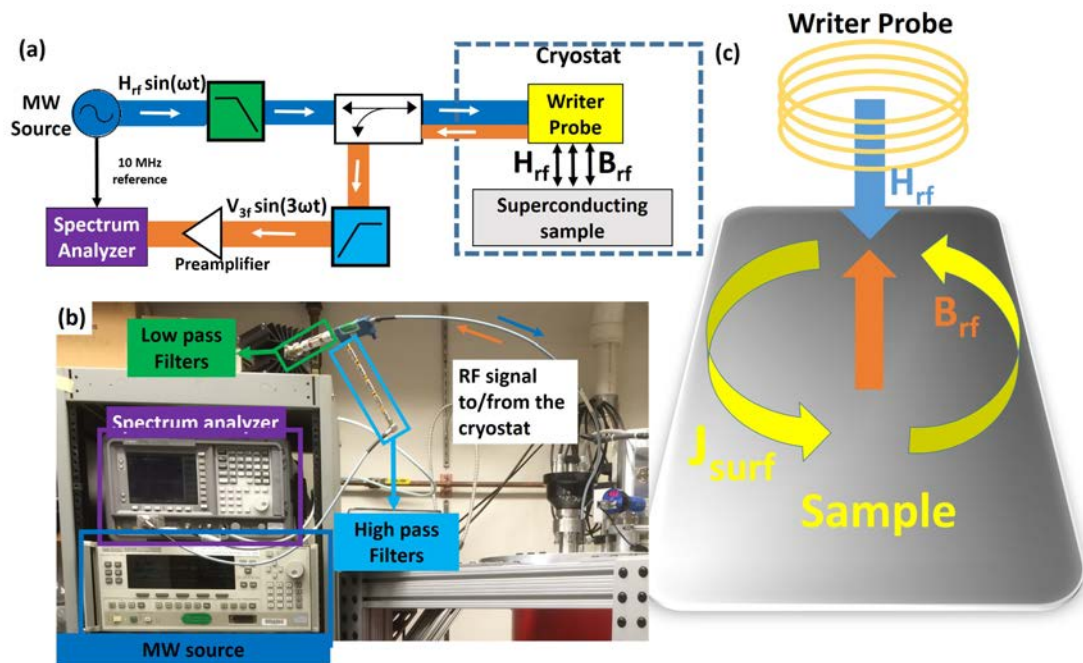 (a)
H_rf sin(ωt)
MW
Source
10 MHz
reference
Spectrum
Analyzer
V_3f sin(3ωt)
Preamplifier
Cryostat
Writer
Probe
H_rf
B_rf
Superconducting
sample
(b)
Low pass
Filters
Spectrum analyzer
RF signal
to/from the
cryostat
High pass
Filters
MW source
(c)
Writer Probe
H_rf
B_rf
J_surf
Sample